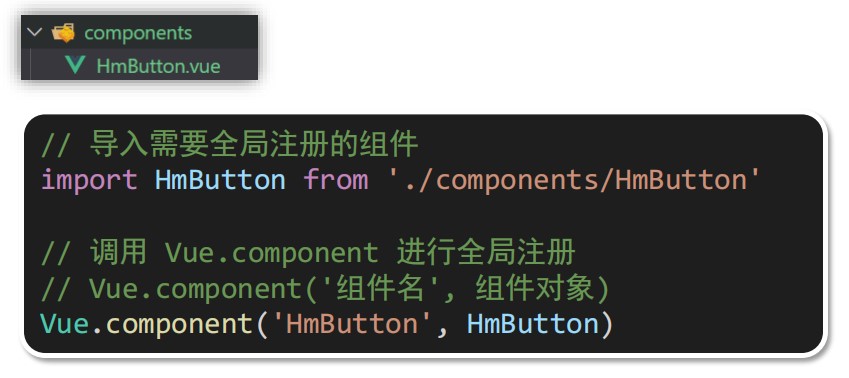 components
HmButton.vue
// 导入需要全局注册的组件
import HmButton from './components/HmButton'
// 调用 Vue.component 进行全局注册
// Vue.component('组件名', 组件对象)
Vue.component('HmButton', HmButton)